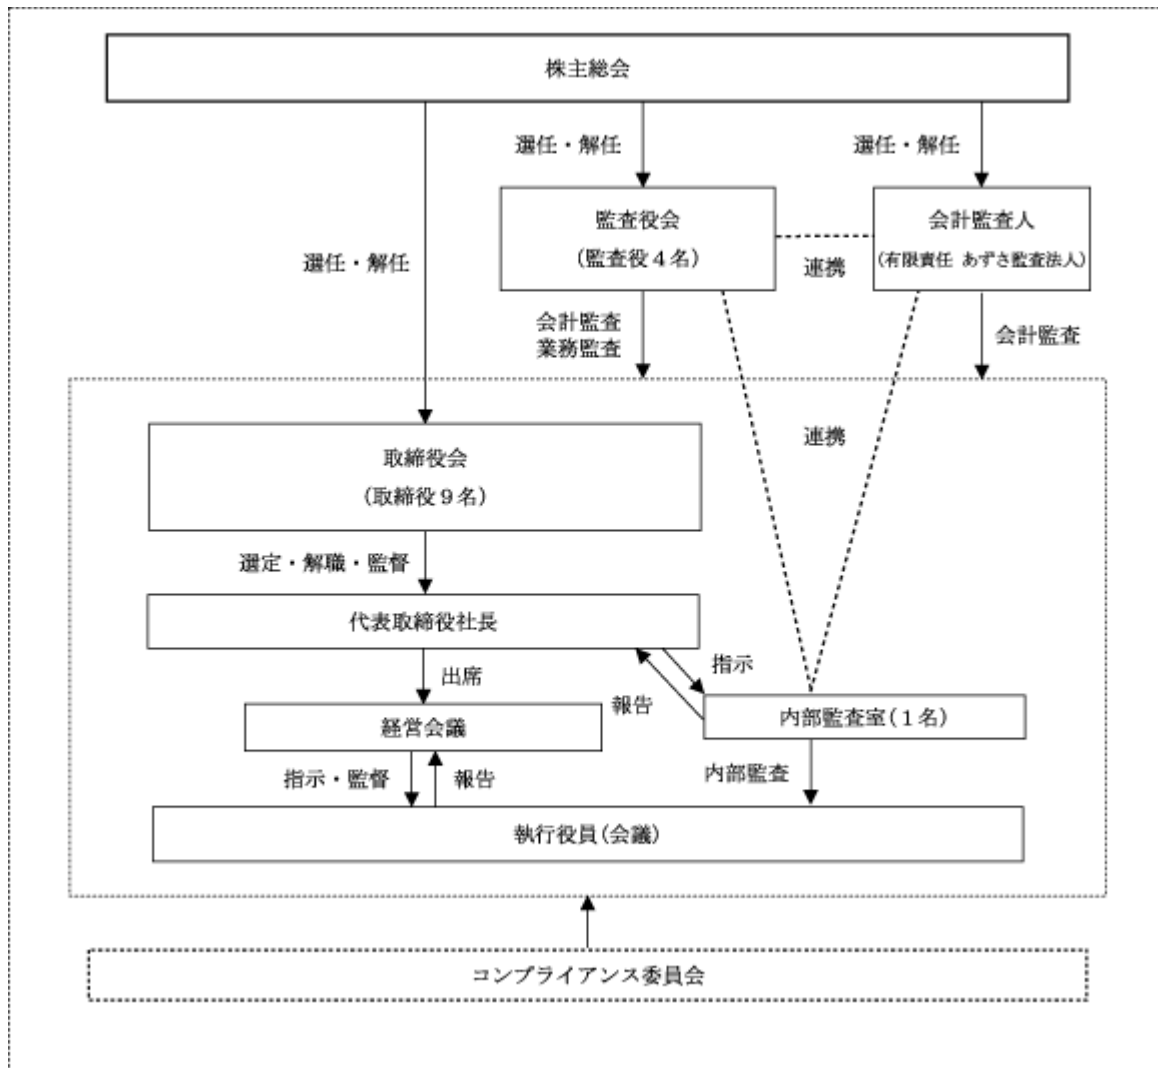 株主総会
選任・解任
選任・解任
選任・解任
監査役会
(監査役4名)
連携
会計監査人
(有限責任 あずさ監査法人)
会計監査
業務監査
会計監査
連携
取締役会
(取締役9名)
選定・解職・監督
代表取締役社長
出席
指示
報告
経営会議
内部監査室(1名)
指示・監督
報告
内部監査
執行役員(会議)
コンプライアンス委員会